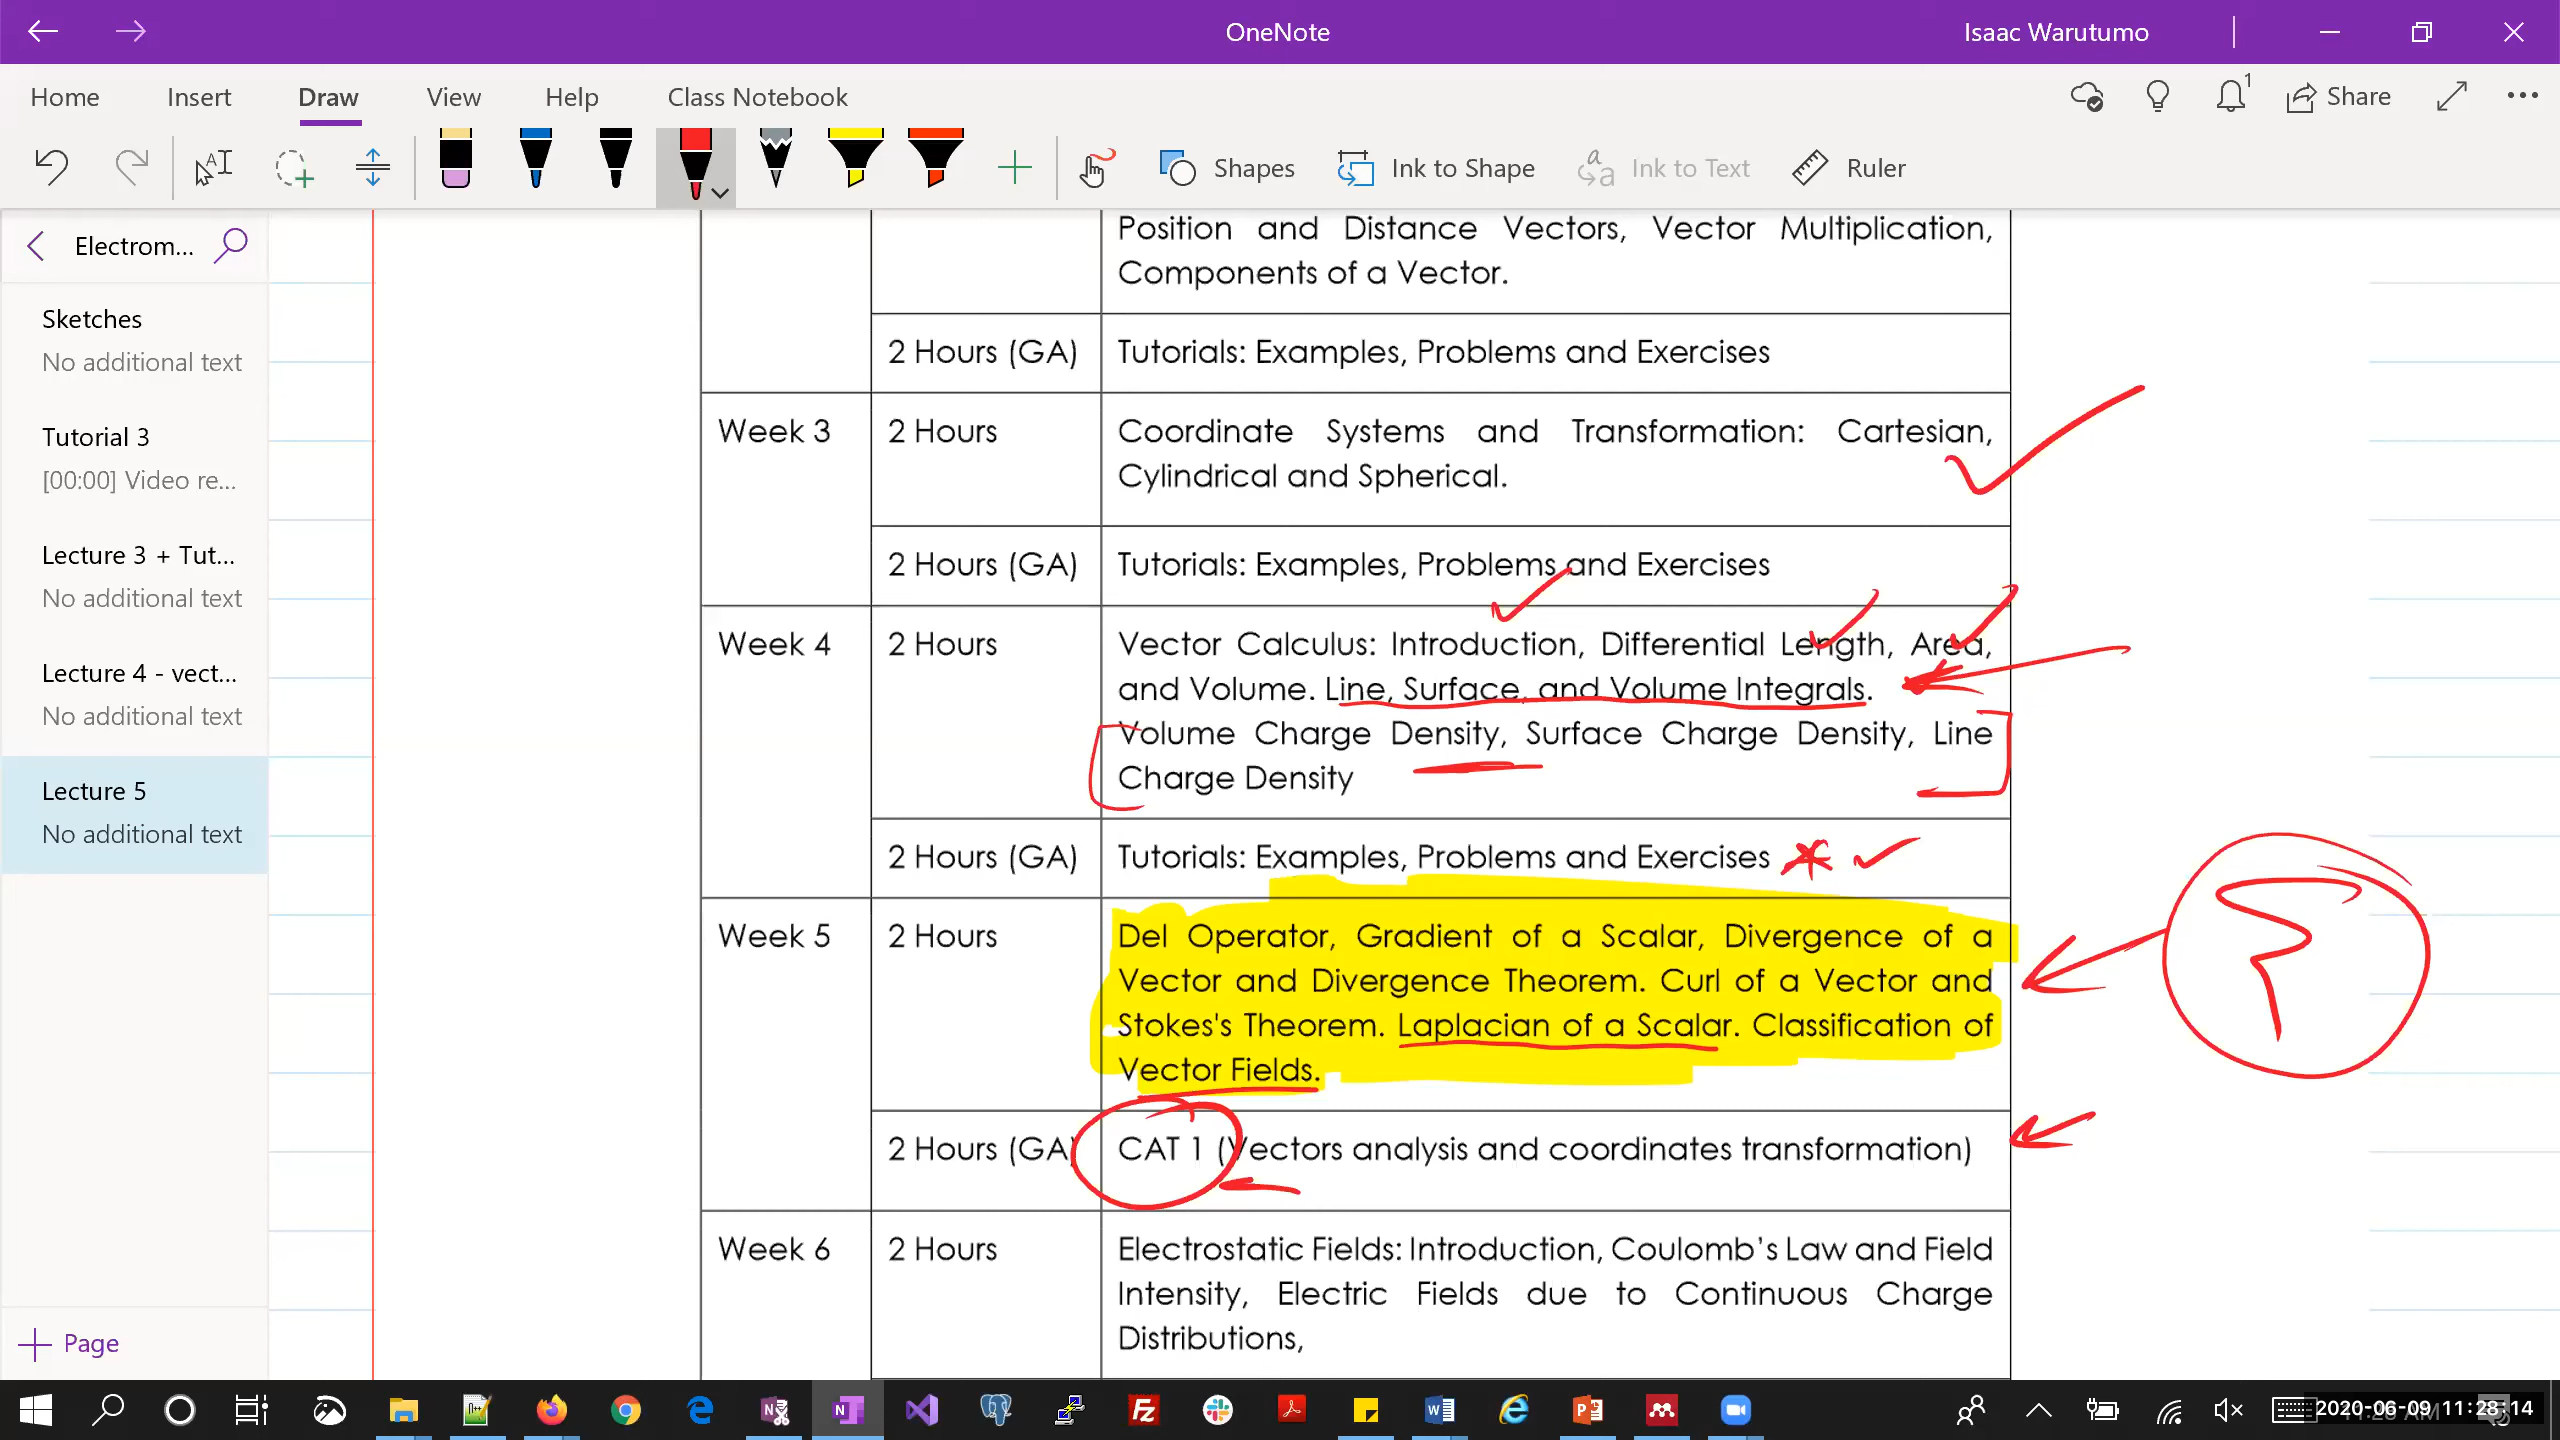 OneNote
Isaac Warutumo
Home Insert Draw View Help Class Notebook
1 Share
Shapes Ink to Shape Ink to Text Ruler
Electrom...
Sketches
No additional text
Tutorial 3
[00:00] Video re...
Lecture 3 + Tut...
No additional text
Lecture 4 - vect...
No additional text
Lecture 5
No additional text
Page
Position and Distance Vectors, Vector Multiplication,
Components of a Vector.
2 Hours (GA) Tutorials: Examples, Problems and Exercises
Week 3 2 Hours Coordinate Systems and Transformation: Cartesian,
Cylindrical and Spherical.
2 Hours (GA) Tutorials: Examples, Problems and Exercises
Week 4 2 Hours Vector Calculus: Introduction, Differential Length, Area,
and Volume. Line, Surface, and Volume Integrals.
Volume Charge Density, Surface Charge Density, Line
Charge Density
2 Hours (GA) Tutorials: Examples, Problems and Exercises
Week 5 2 Hours Del Operator, Gradient of a Scalar, Divergence of a
Vector and Divergence Theorem. Curl of a Vector and
Stokes's Theorem. Laplacian of a Scalar. Classification of
Vector Fields.
2 Hours (GA) CAT 1 (Vectors analysis and coordinates transformation)
Week 6 2 Hours Electrostatic Fields: Introduction, Coulomb's Law and Field
Intensity, Electric Fields due to Continuous Charge
Distributions,
2020-06-09 11:28:14